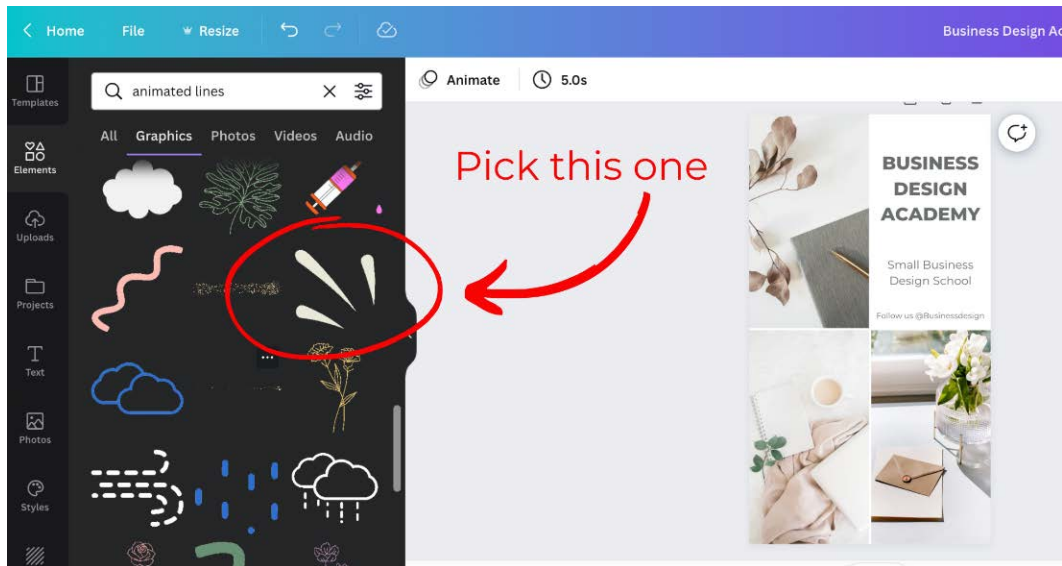 Home File Resize
Business Design Ac
Templates
Elements
Uploads
Projects
Text
Photos
Styles
animated lines
All Graphics Photos Videos Audio
Animate 5.0s
Pick this one
BUSINESS
DESIGN
ACADEMY
Small Business
Design School
Follow us @Businessdesign